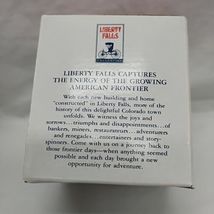 LIBERTY
FALLS
LIBERTY FALLS CAPTURES
THE ENERGY OF THE GROWING
AMERICAN FRONTIER
With each new building and home
"constructed" in Liberty Falls, more of the
history of this delightful Colorado town
unfolds. We witness the joys and
sorrows...triumphs and disappointments...of
bankers, miners, restauranteurs...adventurers
and renegades...entertainers and story-
spinners. Come with us on a journey back to
those frontier days—when anything seemed
possible and each day brought a new
opportunity for adventure.